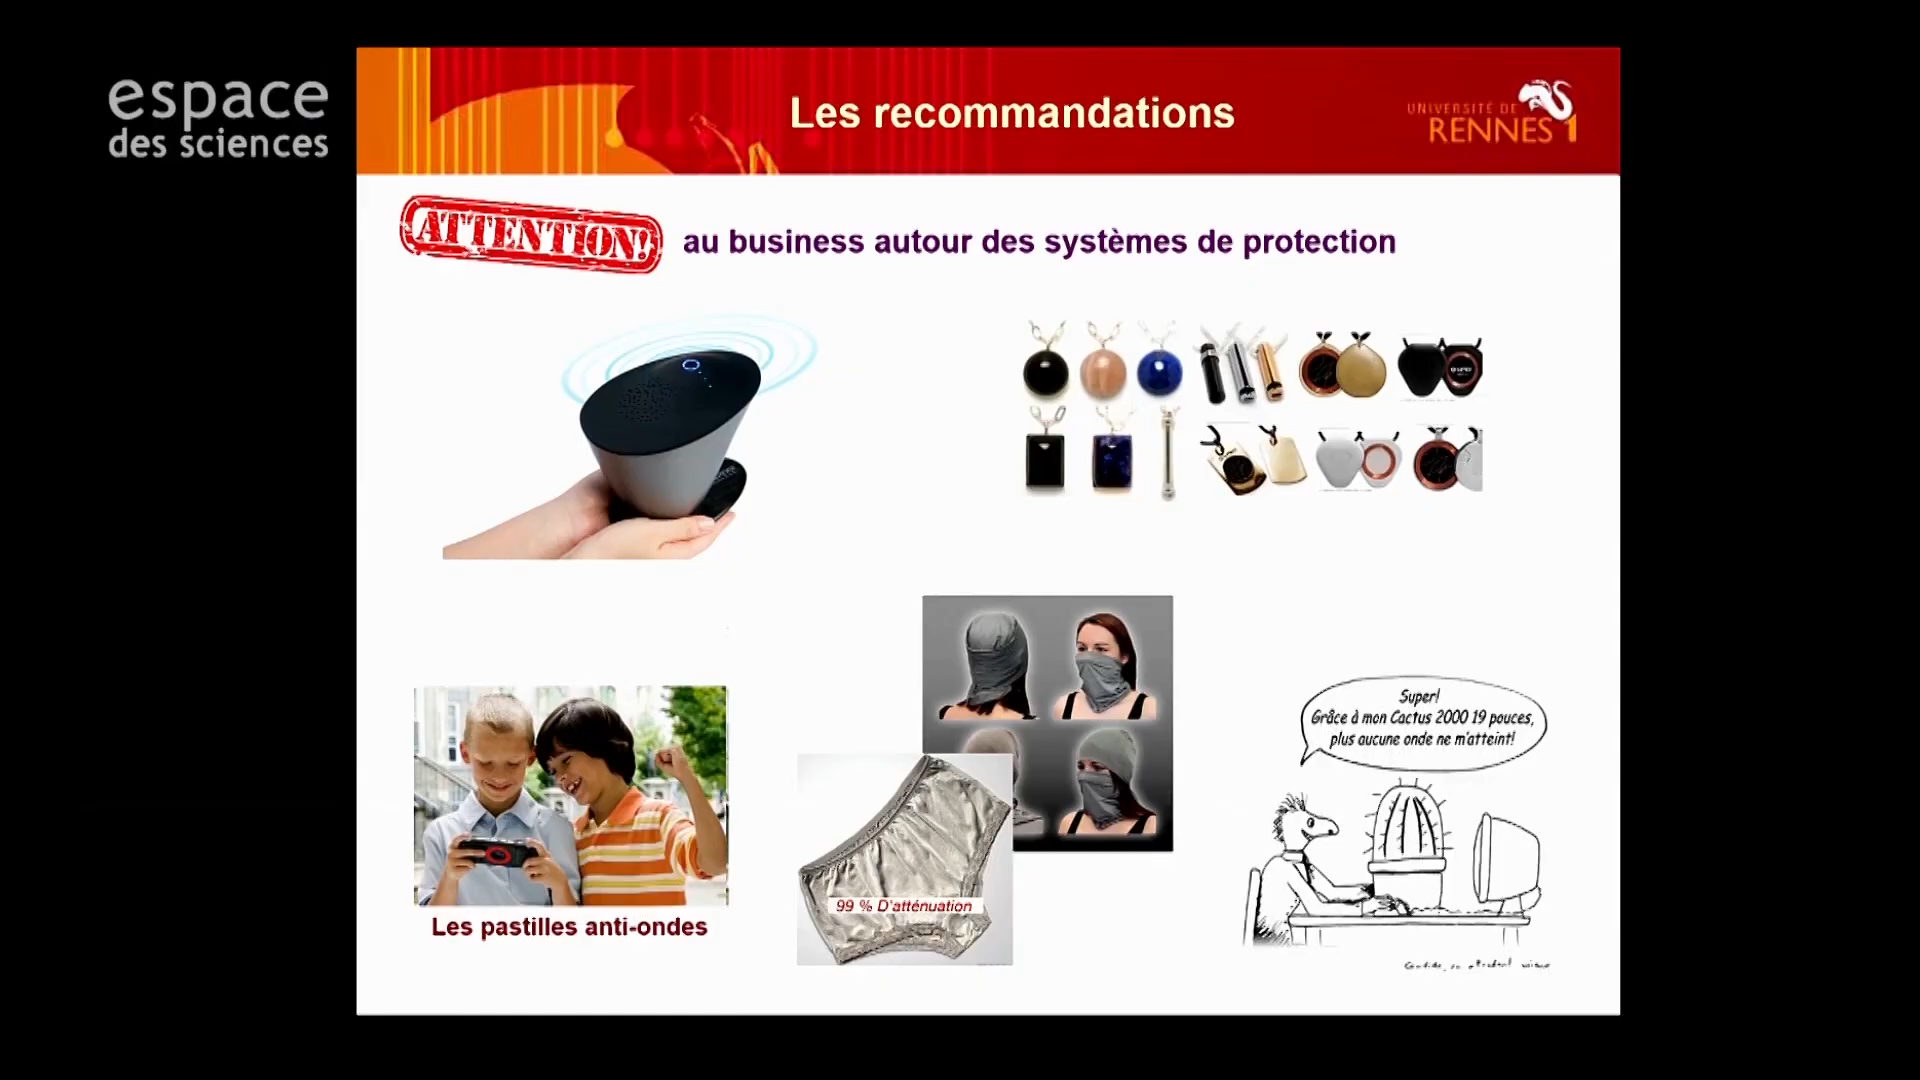 espace
des sciences
Les recommandations
UNIVERSITÉ DE
RENNES 1
ATTENTION! au business autour des systèmes de protection
Super!
Grâce à mon Cactus 2000 19 pouces,
plus aucune onde ne m'atteint!
99 % D'atténuation
Les pastilles anti-ondes